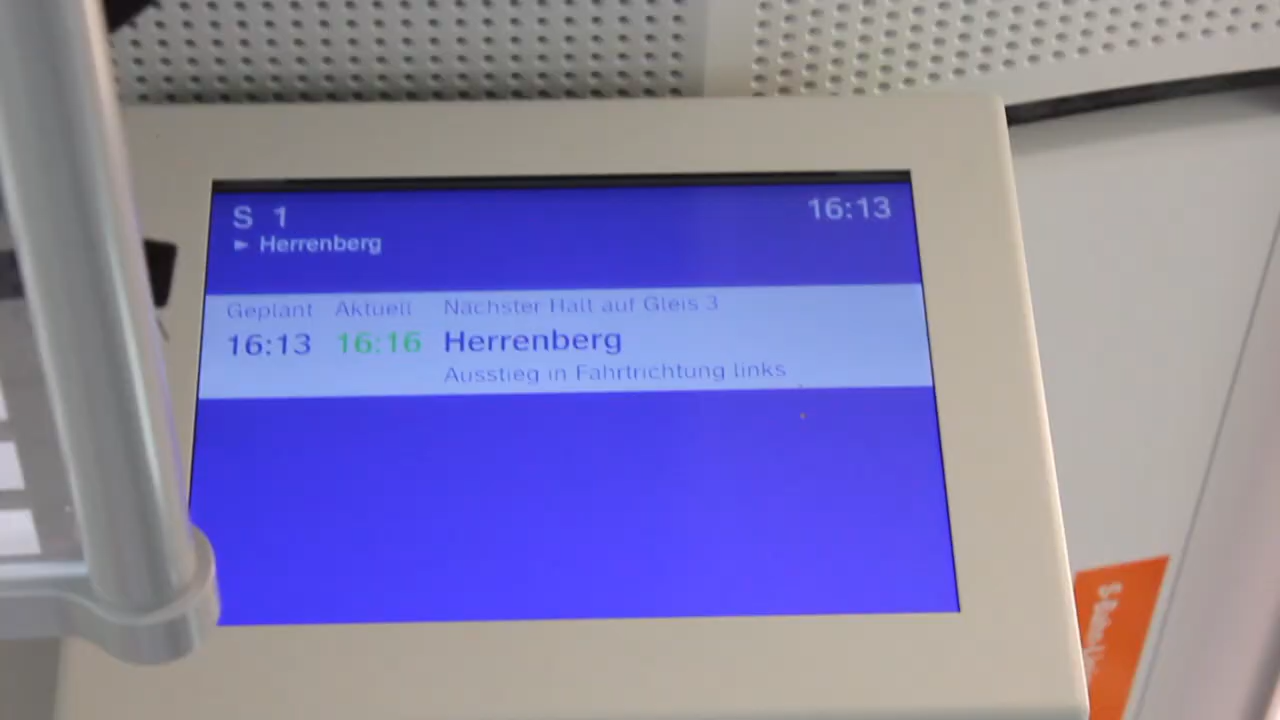 S 1
16:13
► Herrenberg
Geplant Aktuell Nächster Halt auf Gleis 3
16:13 16:16 Herrenberg
Ausstieg in Fahrtrichtung links